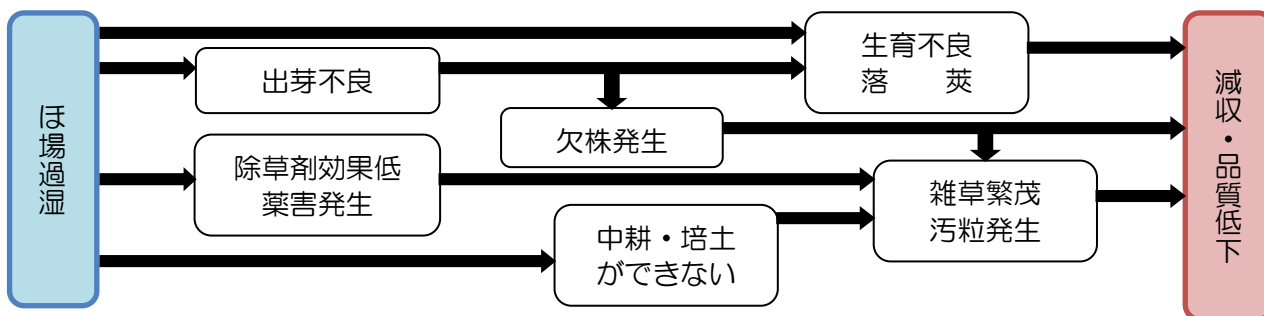 ほ場過湿
出芽不良
生育不良
落　　莢
欠株発生
除草剤効果低
薬害発生
中耕・培土
ができない
雑草繁茂
汚粒発生
減収・品質低下